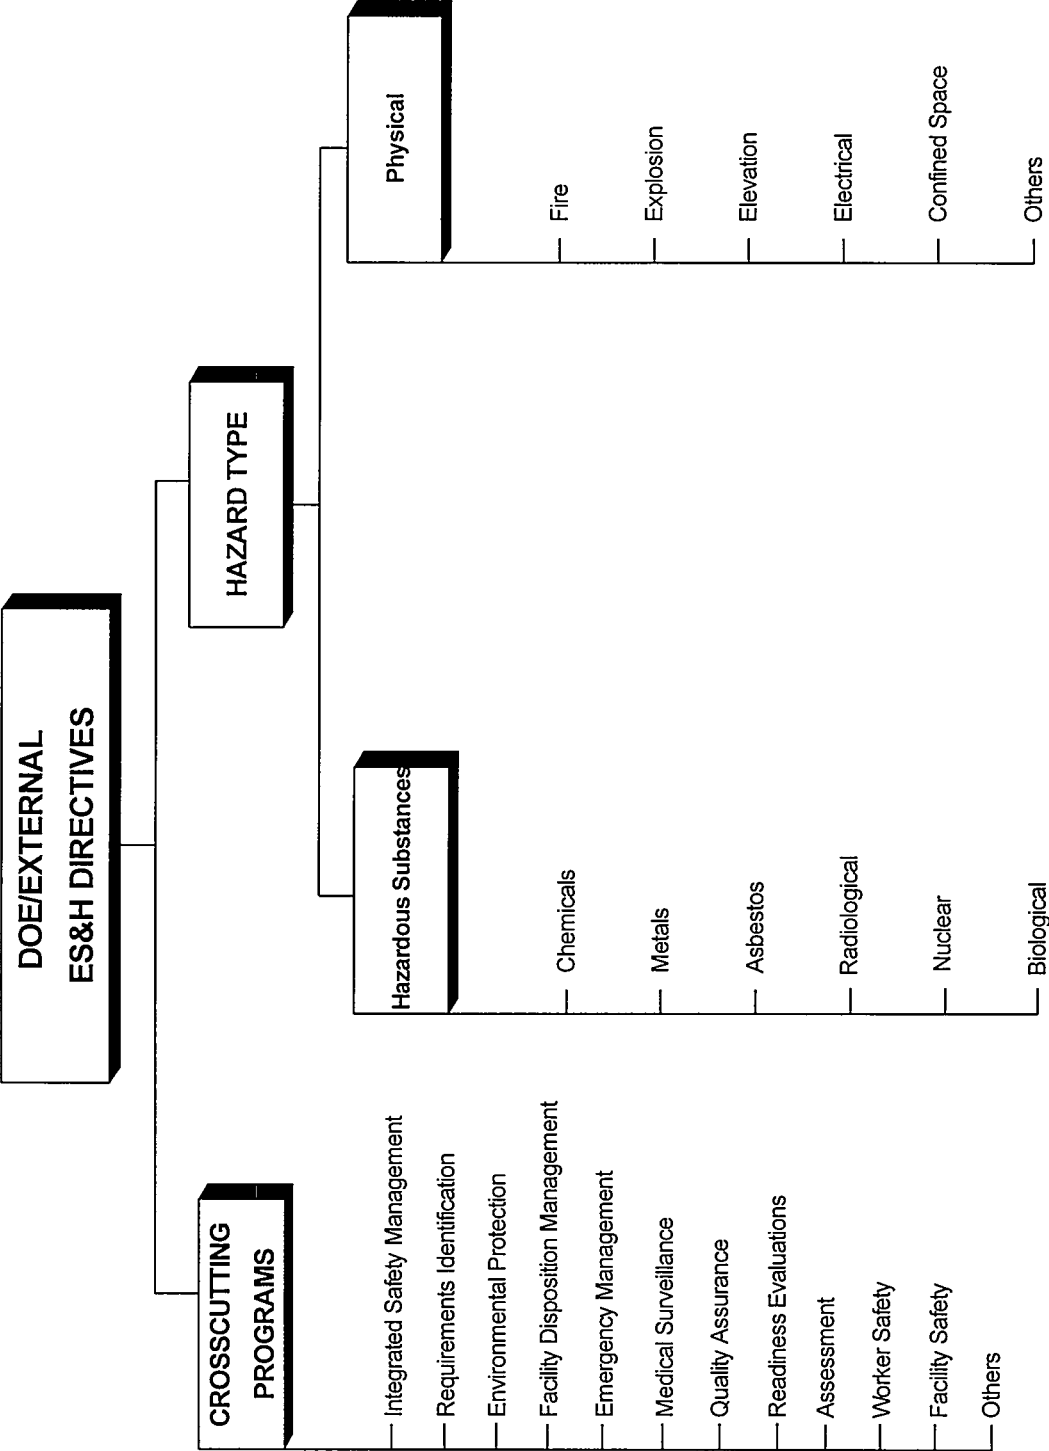 DOE/EXTERNAL
ES&H DIRECTIVES
CROSSCUTTING
PROGRAMS
Integrated Safety Management
Requirements Identification
Environmental Protection
Facility Disposition Management
Emergency Management
Medical Surveillance
Quality Assurance
Readiness Evaluations
Assessment
Worker Safety
Facility Safety
Others
HAZARD TYPE
Hazardous Substances
Chemicals
Metals
Asbestos
Radiological
Nuclear
Biological
Physical
Fire
Explosion
Elevation
Electrical
Confined Space
Others